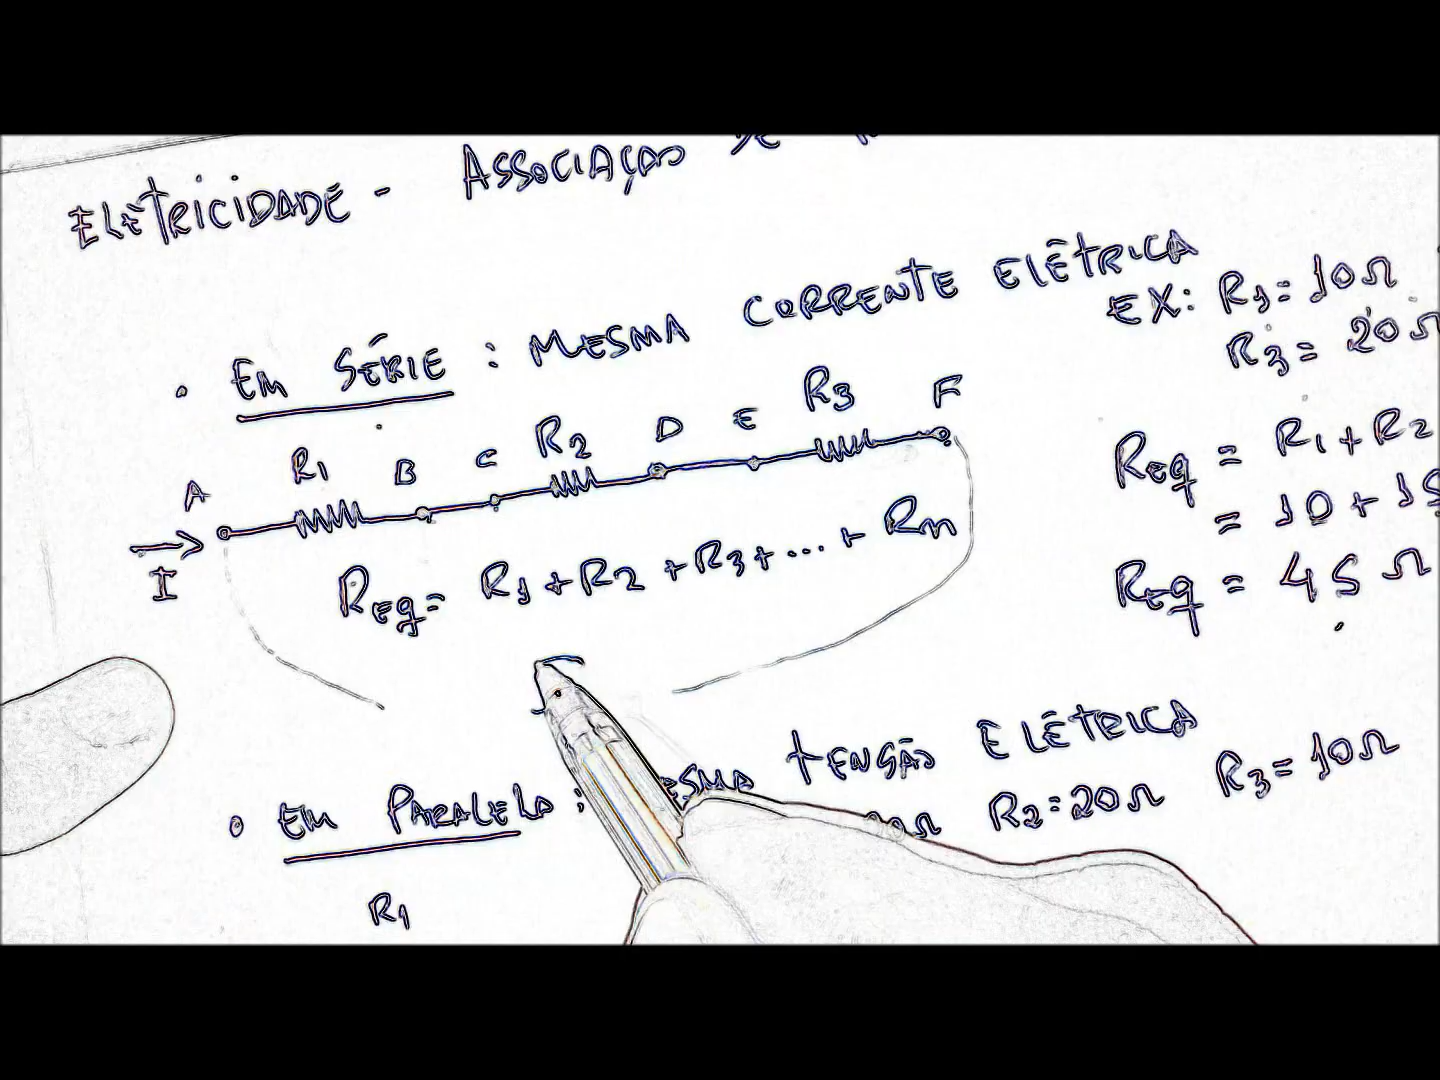 ELETRICIDADE - ASSOCIAÇÃO DE
• EM SÉRIE : MESMA CORRENTE ELÉTRICA
EX: R1 = 10Ω
R3 = 20Ω
A R1 B C R2 D E R3 F
I
Req = R1 + R2 + R3 + ... + Rn
Req = R1 + R2
= 10 + 15
Req = 45 Ω
• EM PARALELO : TENSÃO ELÉTRICA
R2 = 20Ω R3 = 10Ω
R1